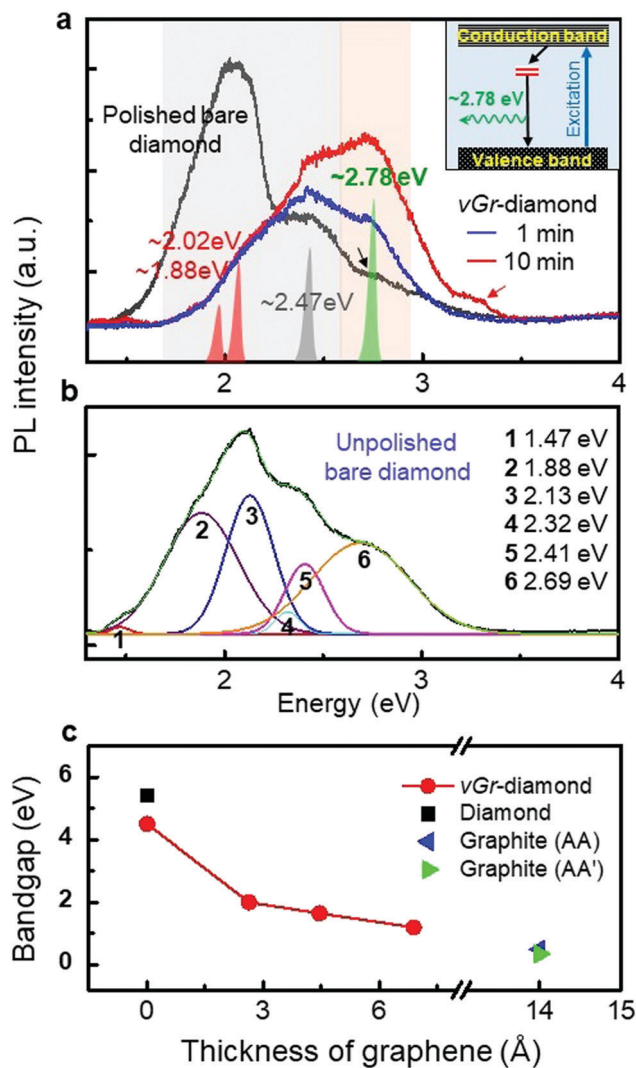 a
Conduction band
~2.78 eV
Excitation
Valence band
Polished bare
diamond
~2.78eV
vGr-diamond
1 min
10 min
~2.02eV
~1.88eV
~2.47eV
2 3 4
PL intensity (a.u.)
b
Unpolished
bare diamond
1 1.47 eV
2 1.88 eV
3 2.13 eV
4 2.32 eV
5 2.41 eV
6 2.69 eV
1 2 3 4 5 6
2 3 4
Energy (eV)
c
Bandgap (eV)
6
4
2
0
vGr-diamond
Diamond
Graphite (AA)
Graphite (AA')
0 3 6 14 15
Thickness of graphene (Å)